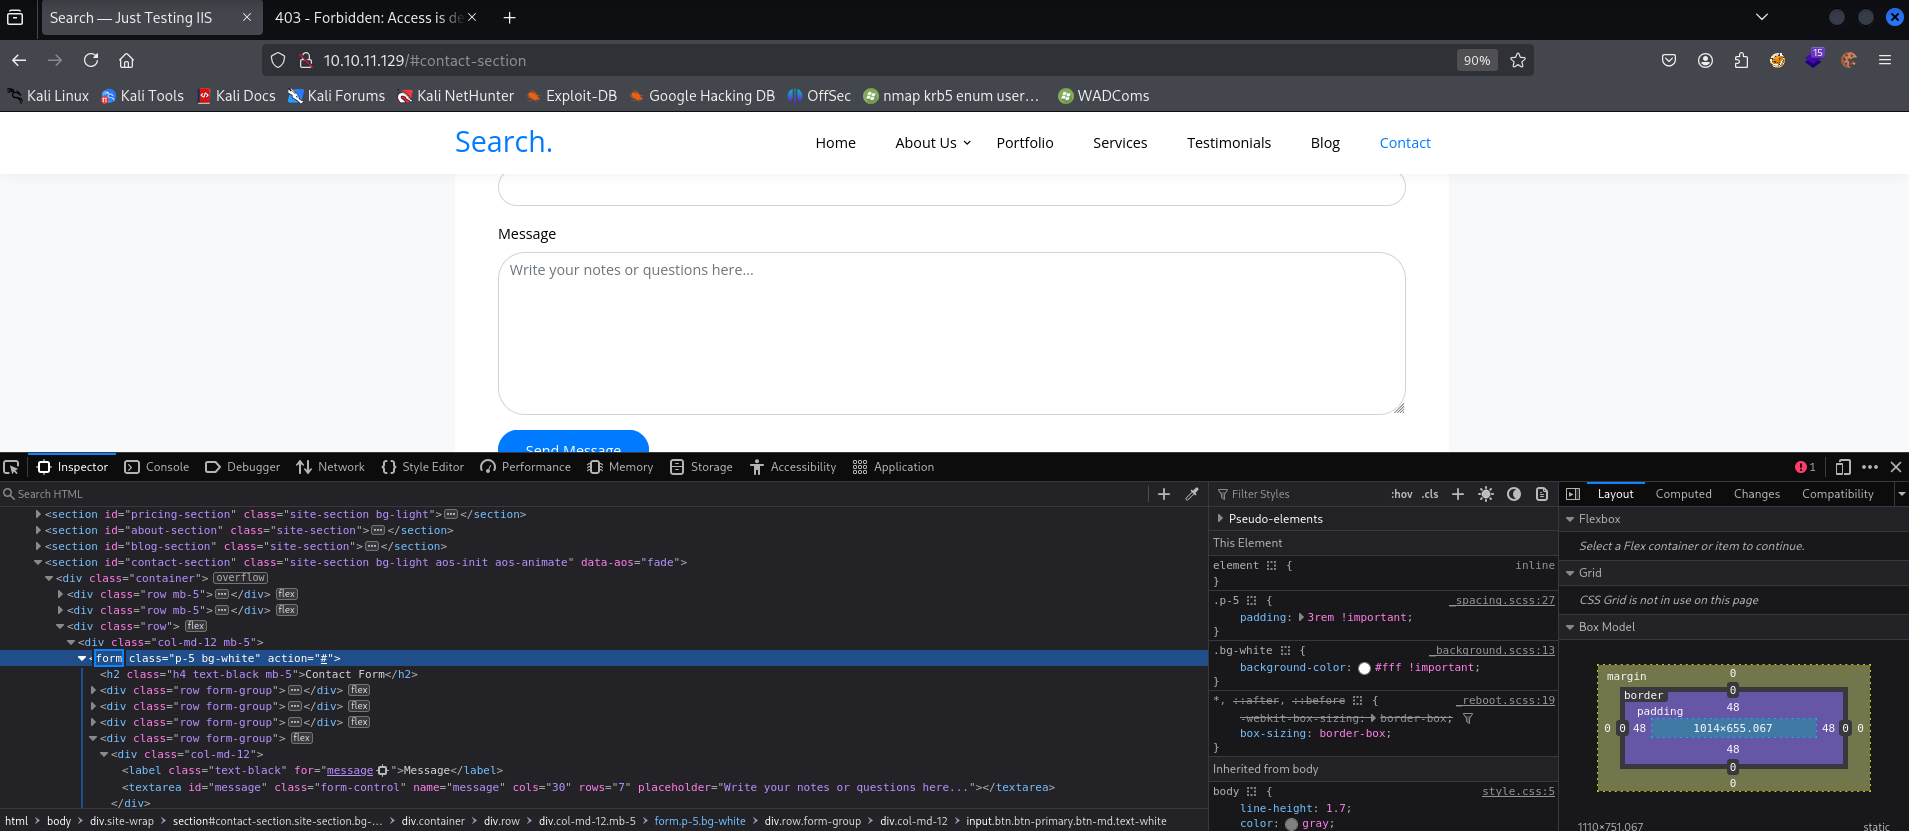 Search — Just Testing IIS
403 - Forbidden: Access is de
10.10.11.129/#contact-section
90%
15
Kali Linux Kali Tools Kali Docs Kali Forums Kali NetHunter Exploit-DB Google Hacking DB OffSec nmap krb5 enum user... WADComs
Search.
Home About Us Portfolio Services Testimonials Blog Contact
Message
Write your notes or questions here...
Send Message
Inspector Console Debugger Network Style Editor Performance Memory Storage Accessibility Application
1
Search HTML
<section id="pricing-section" class="site-section bg-light"></section>
<section id="about-section" class="site-section"></section>
<section id="blog-section" class="site-section"></section>
<section id="contact-section" class="site-section bg-light aos-init aos-animate" data-aos="fade">
<div class="container"> overflow
<div class="row mb-5"></div> flex
<div class="row mb-5"></div> flex
<div class="row"> flex
<div class="col-md-12 mb-5">
<form class="p-5 bg-white" action="#">
<h2 class="h4 text-black mb-5">Contact Form</h2>
<div class="row form-group"></div> flex
<div class="row form-group"></div> flex
<div class="row form-group"></div> flex
<div class="row form-group"> flex
<div class="col-md-12">
<label class="text-black" for="message">Message</label>
<textarea id="message" class="form-control" name="message" cols="30" rows="7" placeholder="Write your notes or questions here..."></textarea>
</div>
html body div.site-wrap section#contact-section.site-section.bg-... div.container div.row div.col-md-12.mb-5 form.p-5.bg-white div.row.form-group div.col-md-12 input.btn.btn-primary.btn-md.text-white
Filter Styles
:hov .cls
Pseudo-elements
This Element
element { inline
}
.p-5 { _spacing.scss:27
padding: 3rem !important;
}
.bg-white { _background.scss:13
background-color: #fff !important;
}
*, ::after, ::before { _reboot.scss:19
-webkit-box-sizing: border-box;
box-sizing: border-box;
}
Inherited from body
body { style.css:5
line-height: 1.7;
color: gray;
Layout Computed Changes Compatibility
Flexbox
Select a Flex container or item to continue.
Grid
CSS Grid is not in use on this page
Box Model
margin 0
border 0
padding 48
0 0 48 1014×655.067 48 0 0
48
0
0
1110×751.067 static